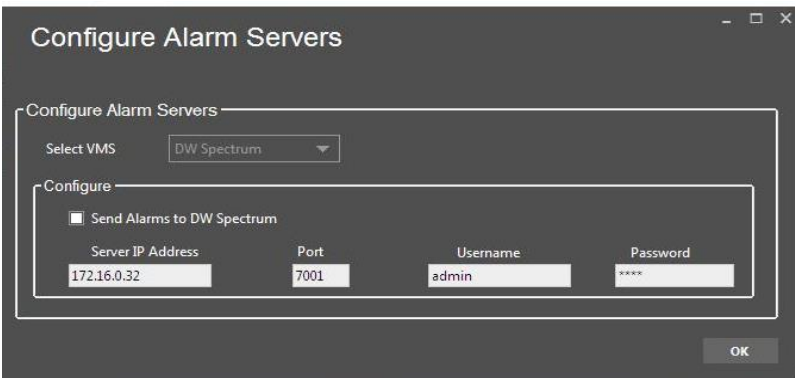 Configure Alarm Servers
Configure Alarm Servers
Select VMS DW Spectrum
Configure
Send Alarms to DW Spectrum
Server IP Address Port Username Password
172.16.0.32 7001 admin ****
OK